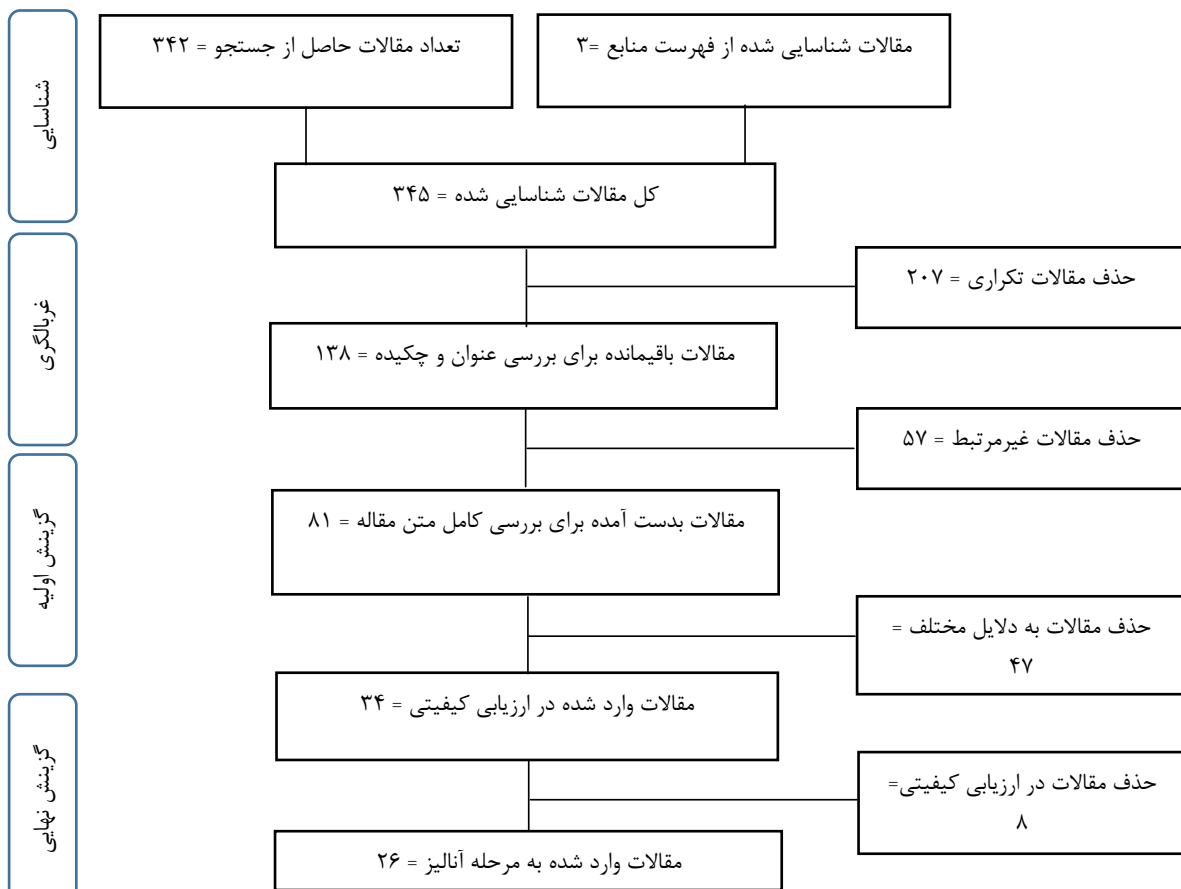 شناسایی
مقالات شناسایی شده از فهرست منابع =۳
تعداد مقالات حاصل از جستجو = ۳۴۲
کل مقالات شناسایی شده = ۳۴۵
غربالگری
حذف مقالات تکراری = ۲۰۷
مقالات باقیمانده برای بررسی عنوان و چکیده = ۱۳۸
حذف مقالات غیرمرتبط = ۵۷
گزینش اولیه
مقالات بدست آمده برای بررسی کامل متن مقاله = ۸۱
حذف مقالات به دلایل مختلف =
۴۷
گزینش نهایی
مقالات وارد شده در ارزیابی کیفیتی = ۳۴
حذف مقالات در ارزیابی کیفیتی=
۸
مقالات وارد شده به مرحله آنالیز = ۲۶